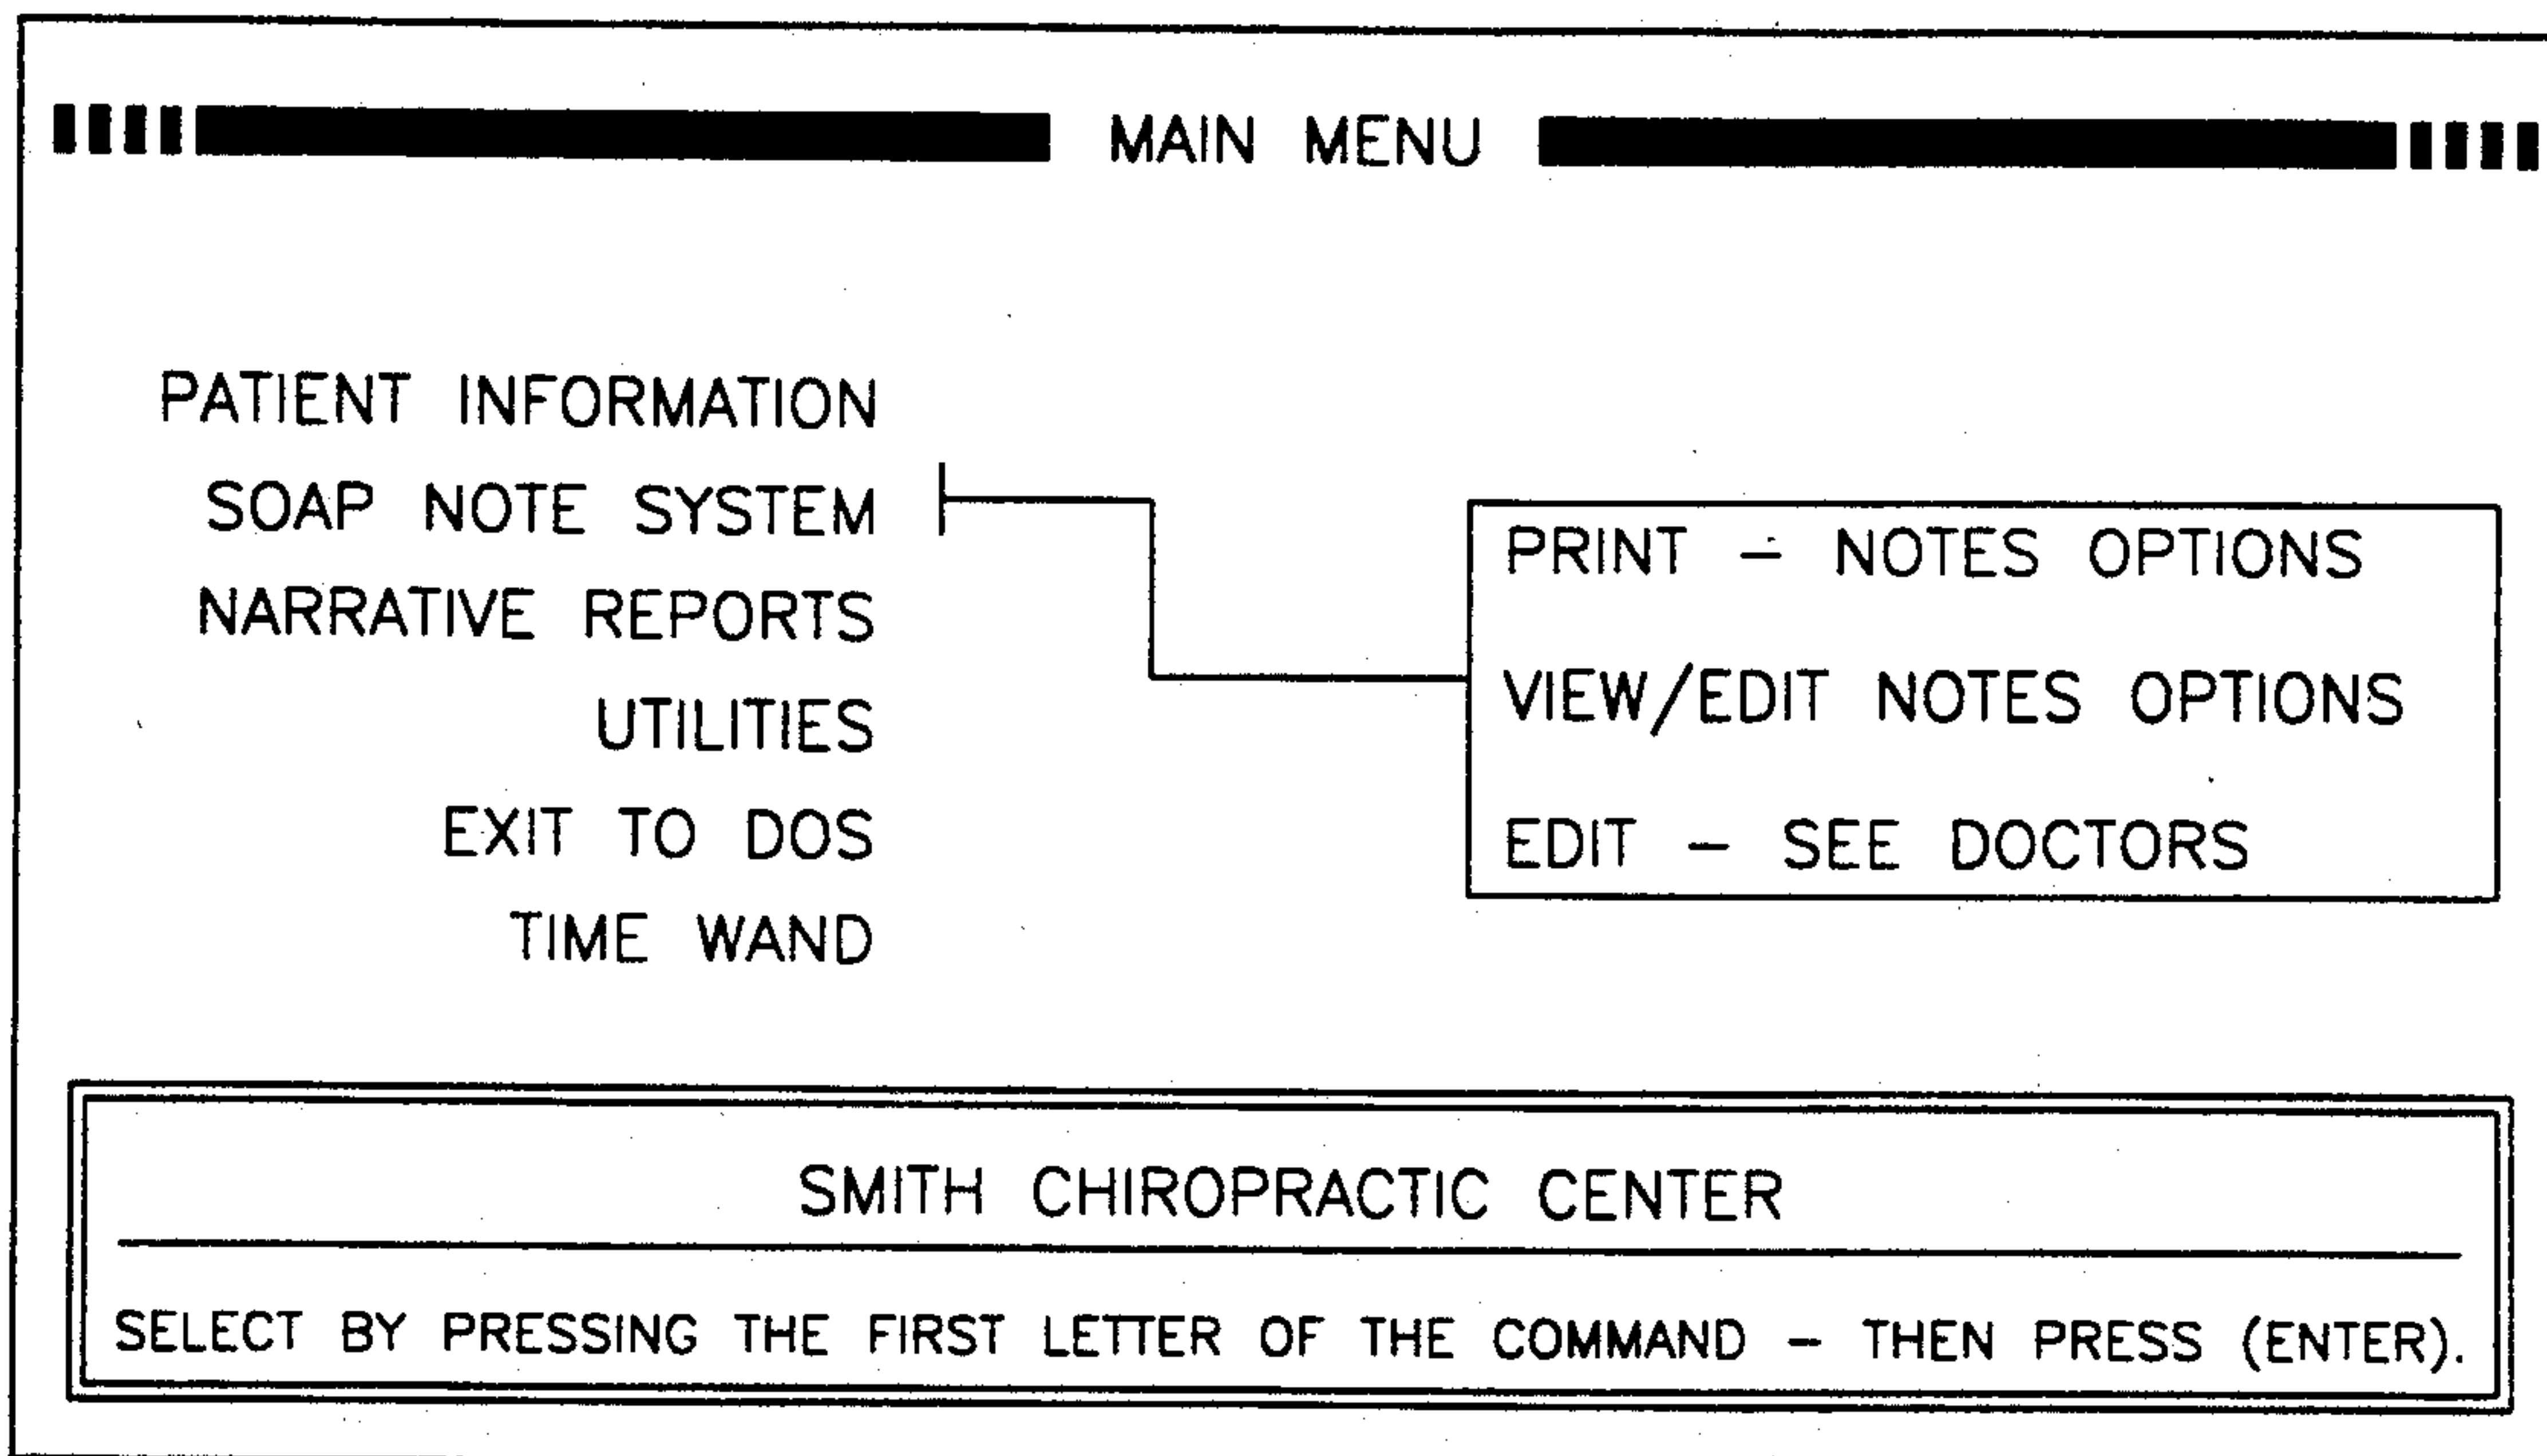 MAIN MENU
PATIENT INFORMATION
SOAP NOTE SYSTEM
NARRATIVE REPORTS
UTILITIES
EXIT TO DOS
TIME WAND
PRINT – NOTES OPTIONS
VIEW/EDIT NOTES OPTIONS
EDIT – SEE DOCTORS
SMITH CHIROPRACTIC CENTER
SELECT BY PRESSING THE FIRST LETTER OF THE COMMAND – THEN PRESS (ENTER).